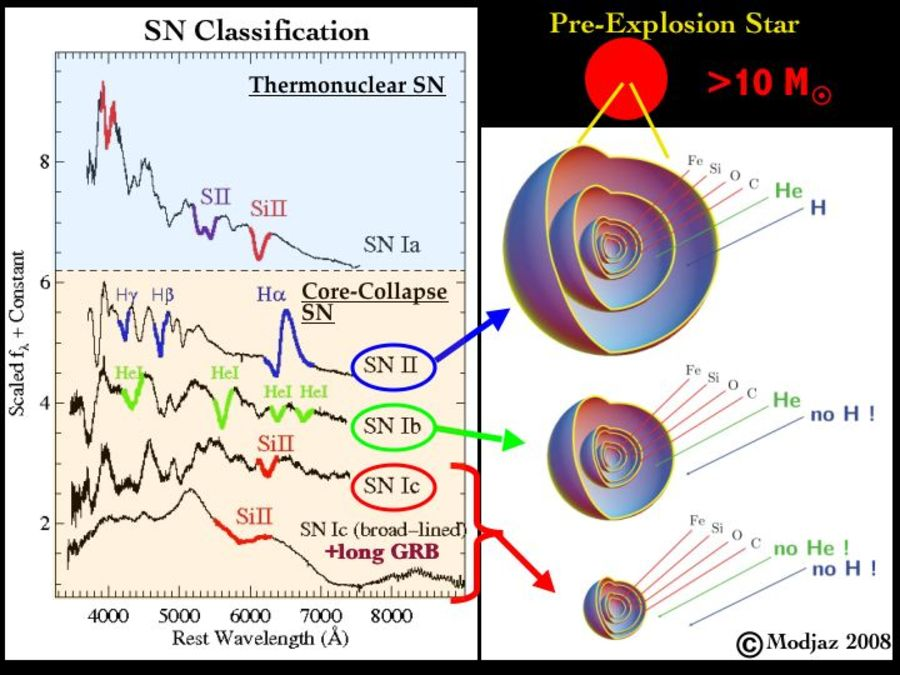 SN Classification
Thermonuclear SN
SII
SiII
SN Ia
Hγ Hβ Hα
Core-Collapse
SN
SN II
HeI HeI HeI HeI
SN Ib
SiII
SN Ic
SiII
SN Ic (broad–lined)
+long GRB
Scaled fλ + Constant
8
6
4
2
4000 5000 6000 7000 8000
Rest Wavelength (Å)
Pre-Explosion Star
>10 M☉
Fe Si O C
He
H
Fe Si O C
He
no H !
Fe Si O C
no He !
no H !
© Modjaz 2008